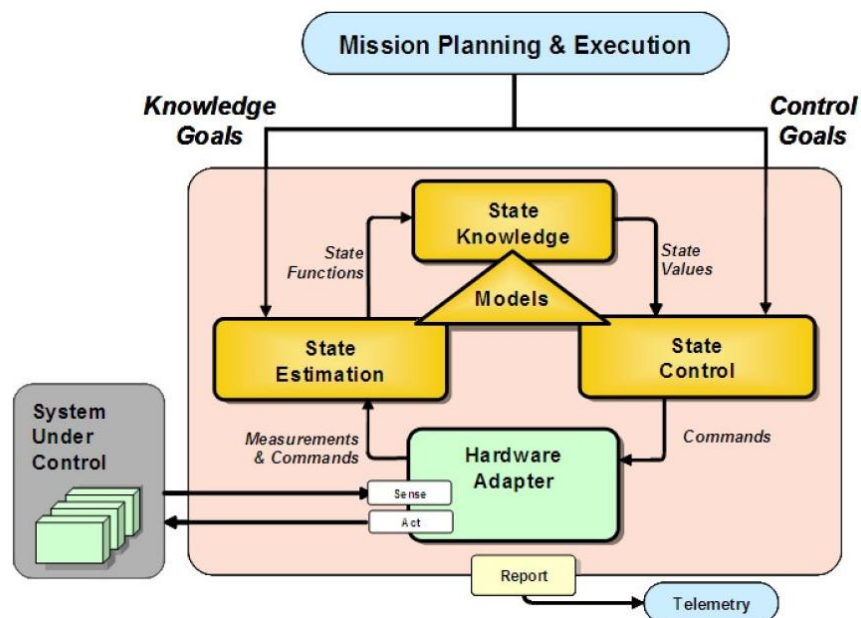 Mission Planning & Execution
Knowledge
Goals
Control
Goals
State
Knowledge
State
Functions
State
Values
Models
State
Estimation
State
Control
System
Under
Control
Measurements
& Commands
Commands
Hardware
Adapter
Sense
Act
Report
Telemetry